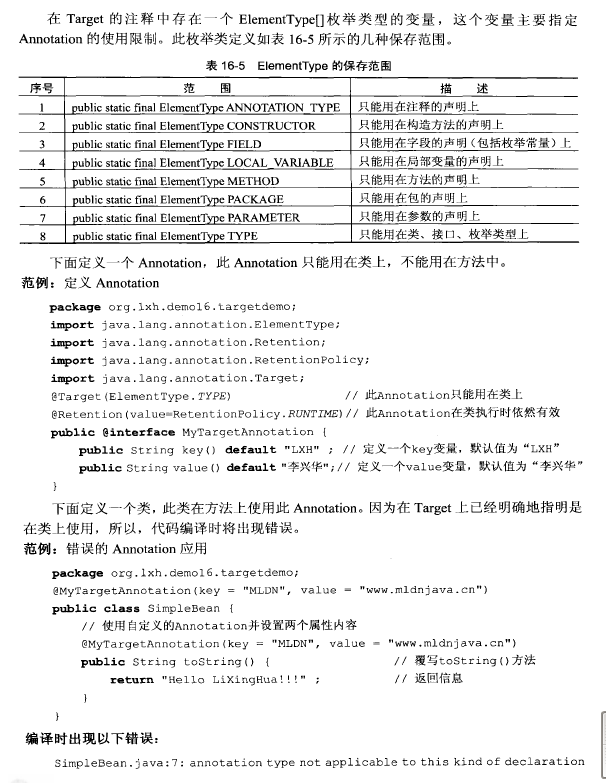 在 Target 的注释中存在一个 ElementType[]枚举类型的变量，这个变量主要指定
Annotation 的使用限制。此枚举类定义如表 16-5 所示的几种保存范围。
表 16-5 ElementType 的保存范围
序号 范 围 描 述
1 public static final ElementType ANNOTATION_TYPE 只能用在注释的声明上
2 public static final ElementType CONSTRUCTOR 只能用在构造方法的声明上
3 public static final ElementType FIELD 只能用在字段的声明（包括枚举常量）上
4 public static final ElementType LOCAL_VARIABLE 只能用在局部变量的声明上
5 public static final ElementType METHOD 只能用在方法的声明上
6 public static final ElementType PACKAGE 只能用在包的声明上
7 public static final ElementType PARAMETER 只能用在参数的声明上
8 public static final ElementType TYPE 只能用在类、接口、枚举类型上
下面定义一个 Annotation，此 Annotation 只能用在类上，不能用在方法中。
范例：定义 Annotation
package org.lxh.demo16.targetdemo;
import java.lang.annotation.ElementType;
import java.lang.annotation.Retention;
import java.lang.annotation.RetentionPolicy;
import java.lang.annotation.Target;
@Target(ElementType.TYPE) // 此Annotation只能用在类上
@Retention(value=RetentionPolicy.RUNTIME)// 此Annotation在类执行时依然有效
public @interface MyTargetAnnotation {
public String key() default "LXH" ; // 定义一个key变量，默认值为“LXH”
public String value() default "李兴华";// 定义一个value变量，默认值为“李兴华”
}
下面定义一个类，此类在方法上使用此 Annotation。因为在 Target 上已经明确地指明是
在类上使用，所以，代码编译时将出现错误。
范例：错误的 Annotation 应用
package org.lxh.demo16.targetdemo;
@MyTargetAnnotation(key = "MLDN", value = "www.mldnjava.cn")
public class SimpleBean {
// 使用自定义的Annotation并设置两个属性内容
@MyTargetAnnotation(key = "MLDN", value = "www.mldnjava.cn")
public String toString() { // 覆写toString()方法
return "Hello LiXingHua!!!" ; // 返回信息
}
}
编译时出现以下错误：
SimpleBean.java:7: annotation type not applicable to this kind of declaration